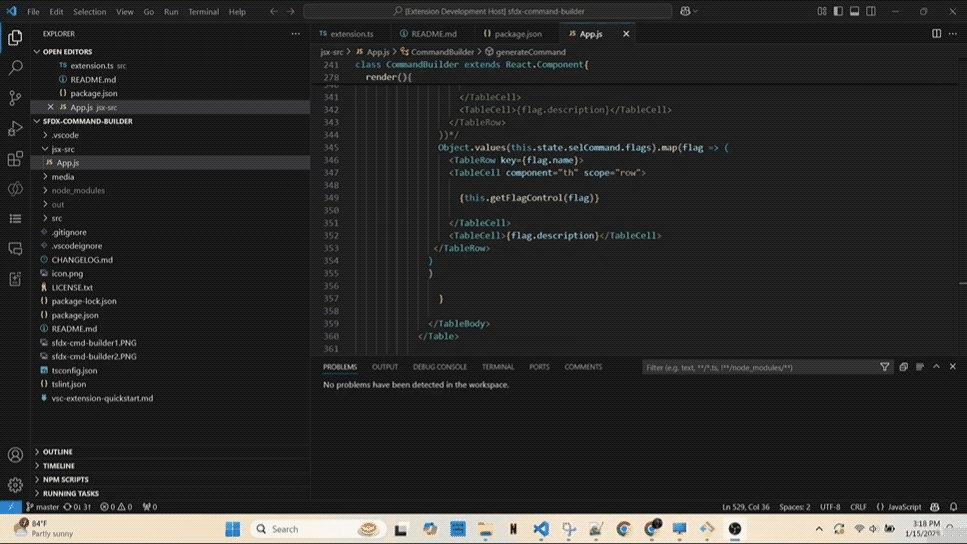 File Edit Selection View Go Run Terminal Help
[Extension Development Host] sfdx-command-builder
EXPLORER
OPEN EDITORS
TS extension.ts src
README.md
{} package.json
JS App.js jsx-src
SFDX-COMMAND-BUILDER
.vscode
jsx-src
JS App.js
media
node_modules
out
src
.gitignore
.vscodeignore
CHANGELOG.md
icon.png
LICENSE.txt
package-lock.json
package.json
README.md
sfdx-cmd-builder1.PNG
sfdx-cmd-builder2.PNG
tsconfig.json
tslint.json
vsc-extension-quickstart.md
OUTLINE
TIMELINE
NPM SCRIPTS
RUNNING TASKS
TS extension.ts README.md {} package.json JS App.js
jsx-src > JS App.js > CommandBuilder > generateCommand
241 class CommandBuilder extends React.Component{
278 render(){
340
341 </TableCell>
342 <TableCell>{flag.description}</TableCell>
343 </TableRow>
344 ))*/
345 Object.values(this.state.selCommand.flags).map(flag => (
346 <TableRow key={flag.name}>
347 <TableCell component="th" scope="row">
348
349 {this.getFlagControl(flag)}
350
351 </TableCell>
352 <TableCell>{flag.description}</TableCell>
353 </TableRow>
354 )
355 )
356
357 }
358
359 </TableBody>
360 </Table>
361
PROBLEMS OUTPUT DEBUG CONSOLE TERMINAL PORTS COMMENTS
Filter (e.g. text, **/*.ts, !**/node_modules/**)
No problems have been detected in the workspace.
master 0↓ 3↑ 0 0 0
Ln 529, Col 36 Spaces: 2 UTF-8 CRLF {} JavaScript
84°F
Partly sunny
Search
3:18 PM